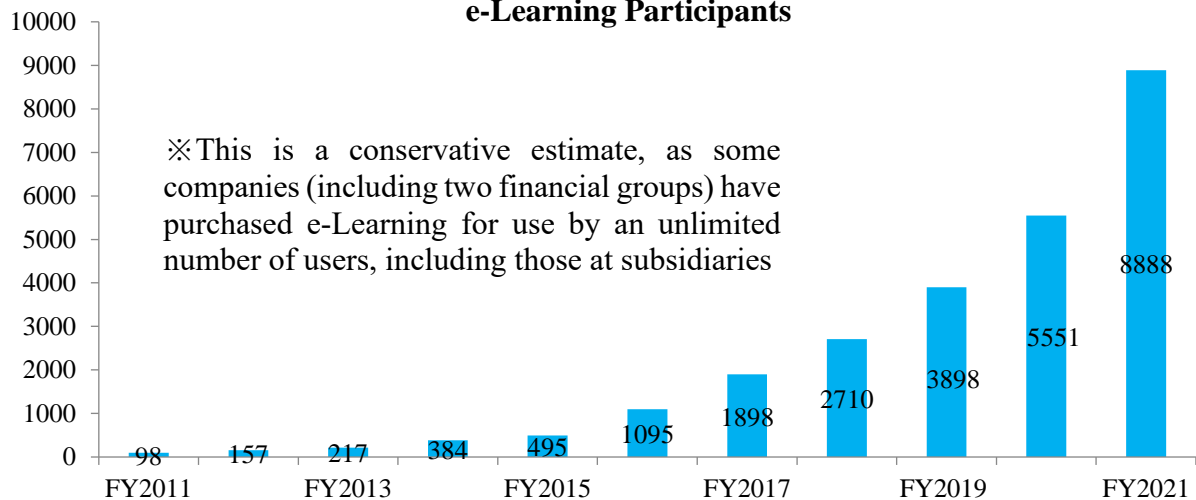 e-Learning Participants
10000
9000
8000
7000
6000
5000
4000
3000
2000
1000
0
※This is a conservative estimate, as some
companies (including two financial groups) have
purchased e-Learning for use by an unlimited
number of users, including those at subsidiaries
98 157 217 384 495 1095 1898 2710 3898 5551 8888
FY2011 FY2013 FY2015 FY2017 FY2019 FY2021